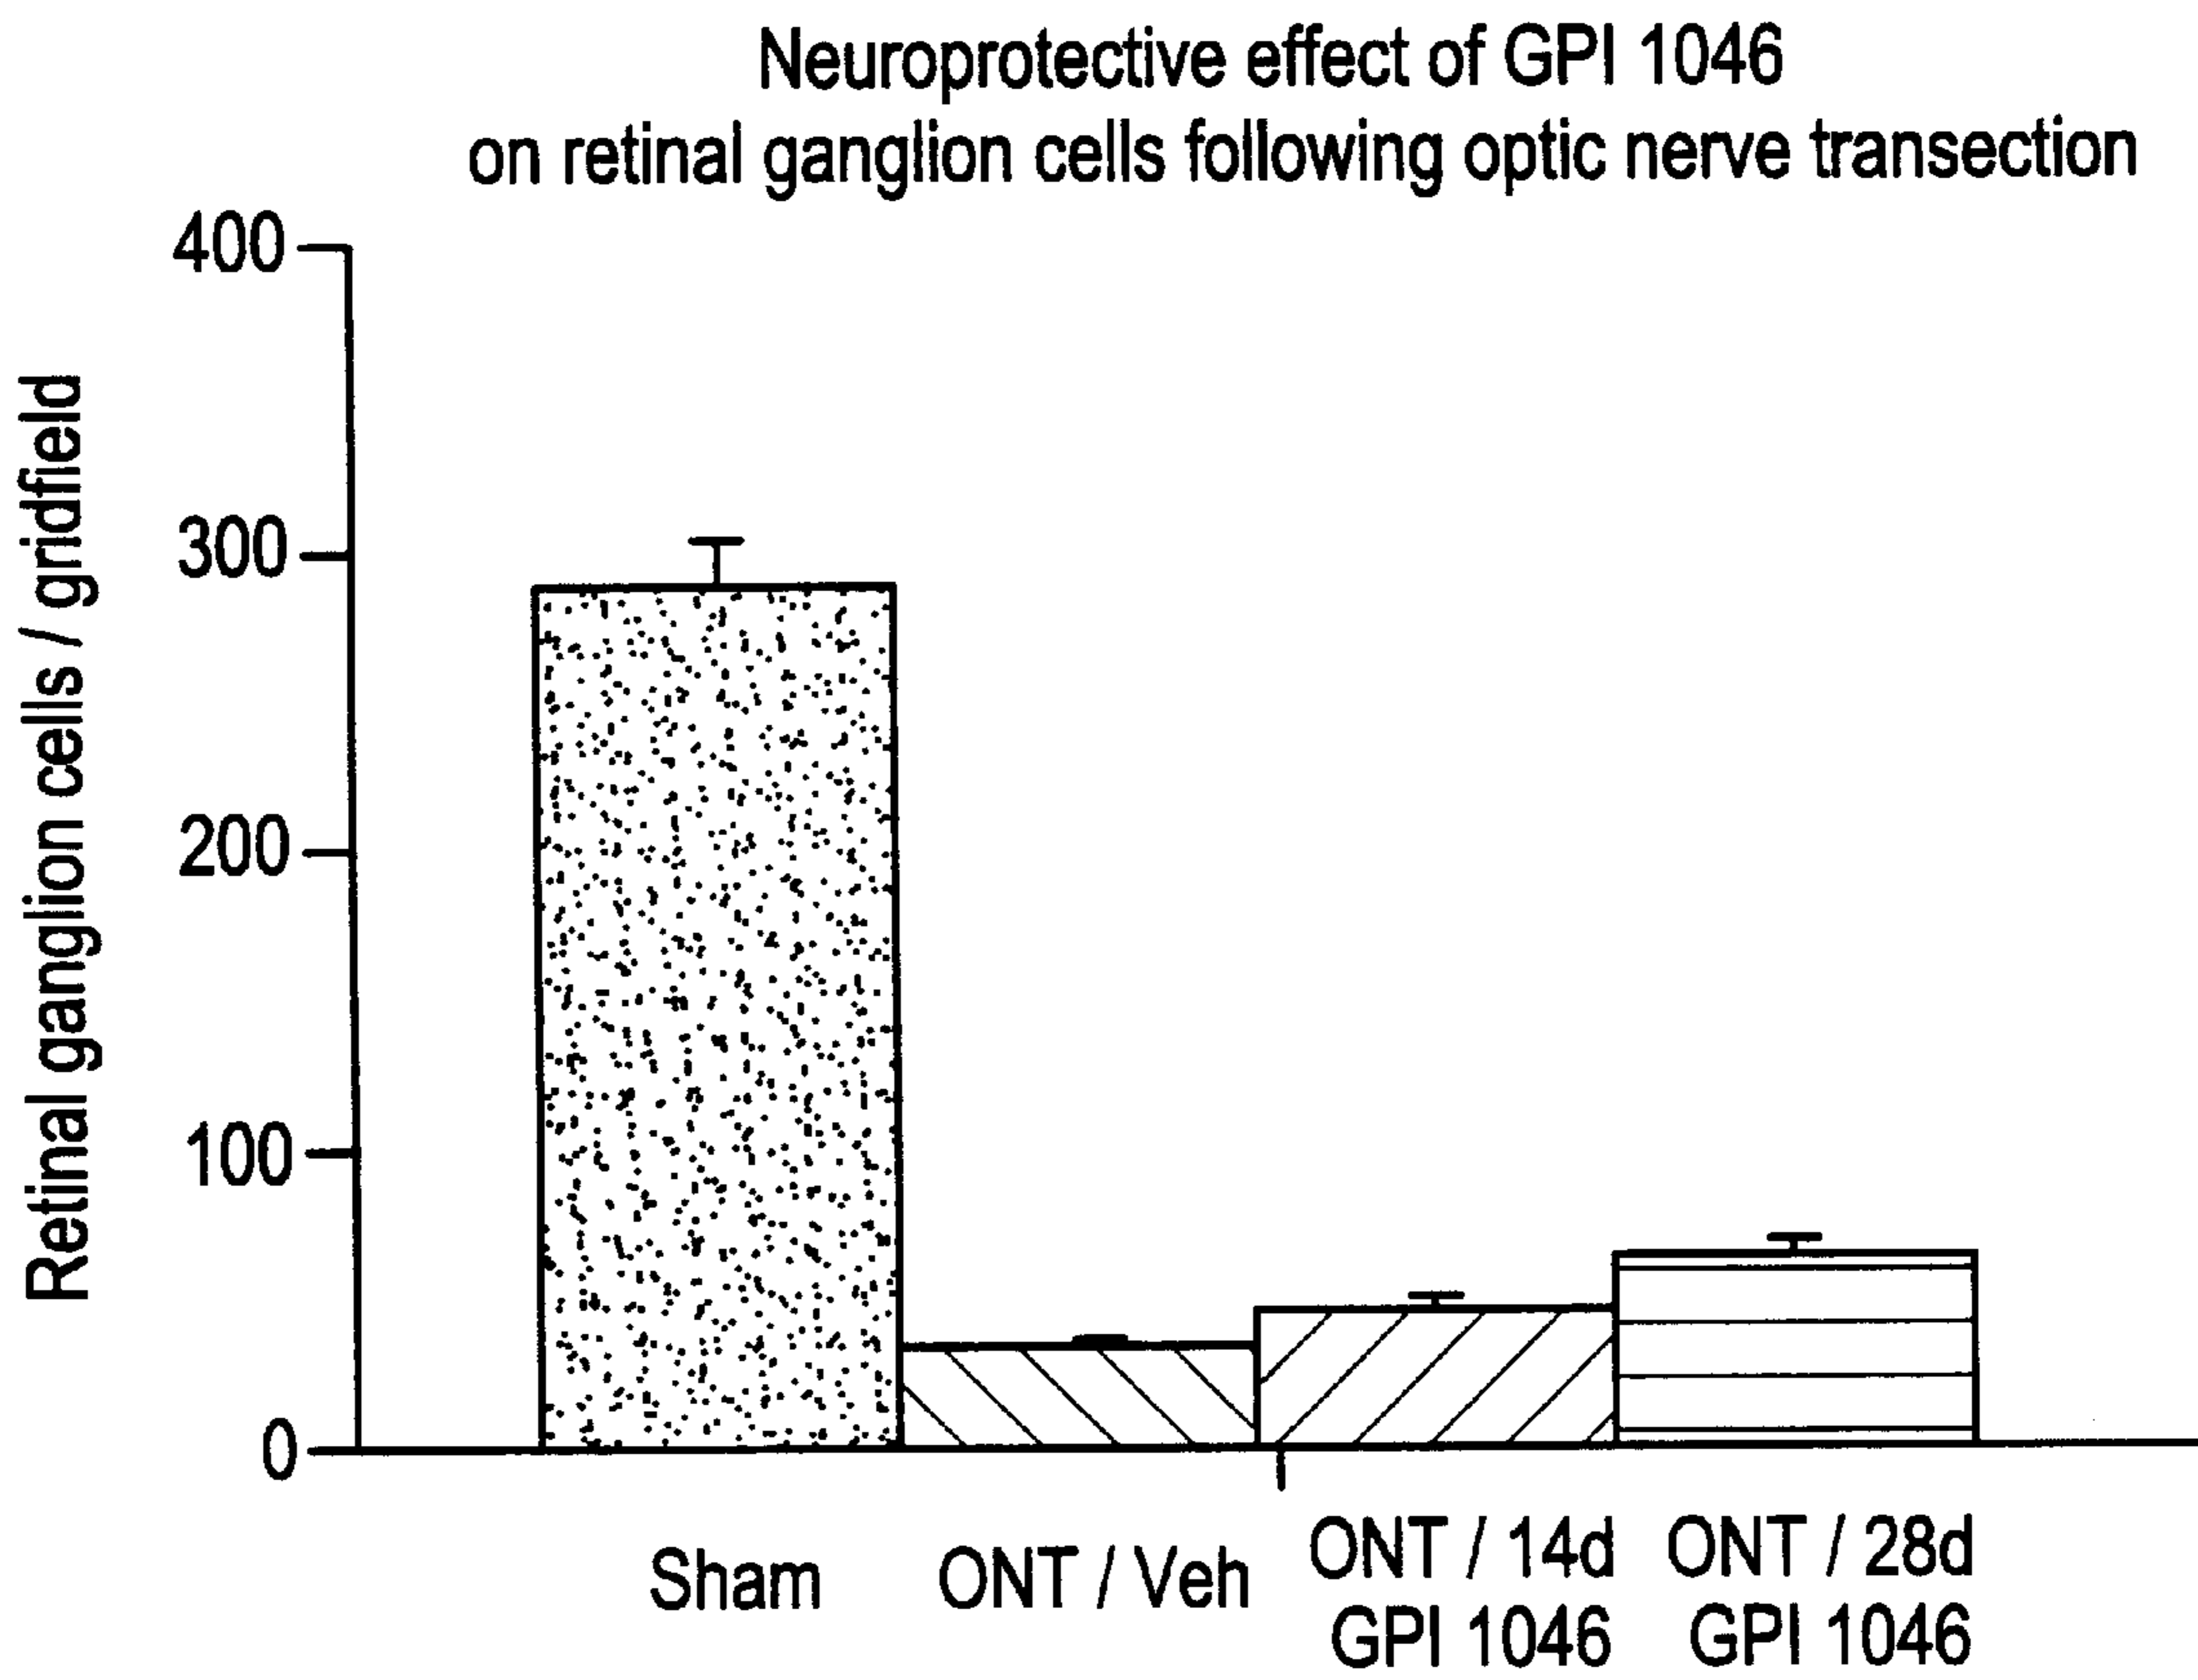 Neuroprotective effect of GPI 1046
on retinal ganglion cells following optic nerve transection
Retinal ganglion cells / gridfield
400
300
200
100
0
Sham
ONT / Veh
ONT / 14d
GPI 1046
ONT / 28d
GPI 1046